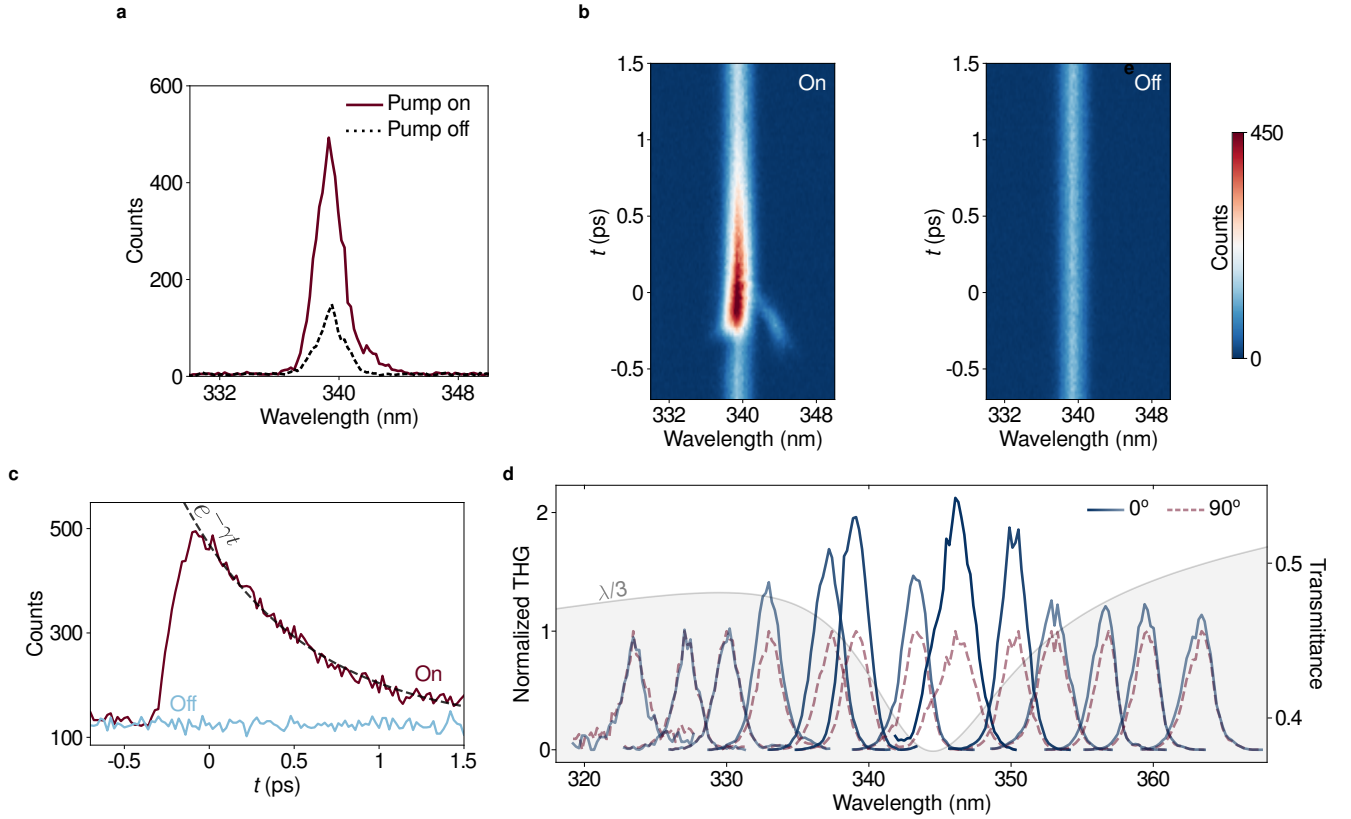 a
b
600
400
200
0
Counts
332
340
348
Wavelength (nm)
Pump on
Pump off
1.5
1
0.5
0
-0.5
t (ps)
332
340
348
Wavelength (nm)
On
1.5
1
0.5
0
-0.5
t (ps)
332
340
348
Wavelength (nm)
e
Off
450
0
Counts
c
500
300
100
Counts
-0.5
0
0.5
1
1.5
t (ps)
e^-γt
On
Off
d
2
1
0
Normalized THG
320
330
340
350
360
Wavelength (nm)
λ/3
0º
90º
0.5
0.4
Transmittance